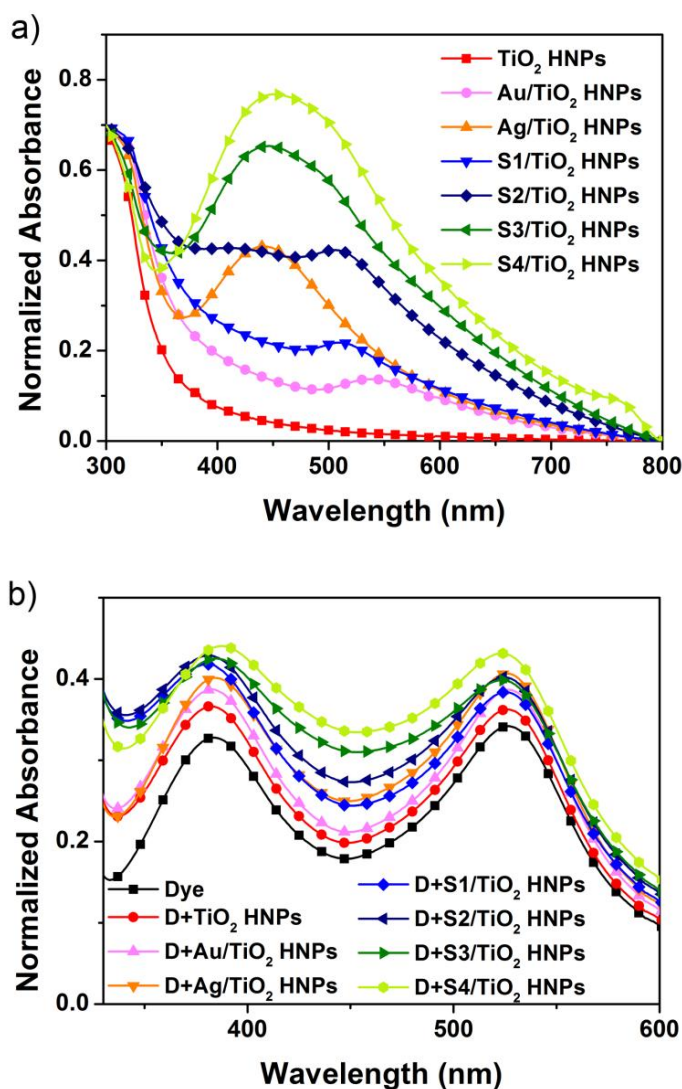 a)
Normalized Absorbance
0.8
0.6
0.4
0.2
0.0
TiO₂ HNPs
Au/TiO₂ HNPs
Ag/TiO₂ HNPs
S1/TiO₂ HNPs
S2/TiO₂ HNPs
S3/TiO₂ HNPs
S4/TiO₂ HNPs
300 400 500 600 700 800
Wavelength (nm)
b)
Normalized Absorbance
0.4
0.2
0.0
Dye
D+TiO₂ HNPs
D+Au/TiO₂ HNPs
D+Ag/TiO₂ HNPs
D+S1/TiO₂ HNPs
D+S2/TiO₂ HNPs
D+S3/TiO₂ HNPs
D+S4/TiO₂ HNPs
400 500 600
Wavelength (nm)